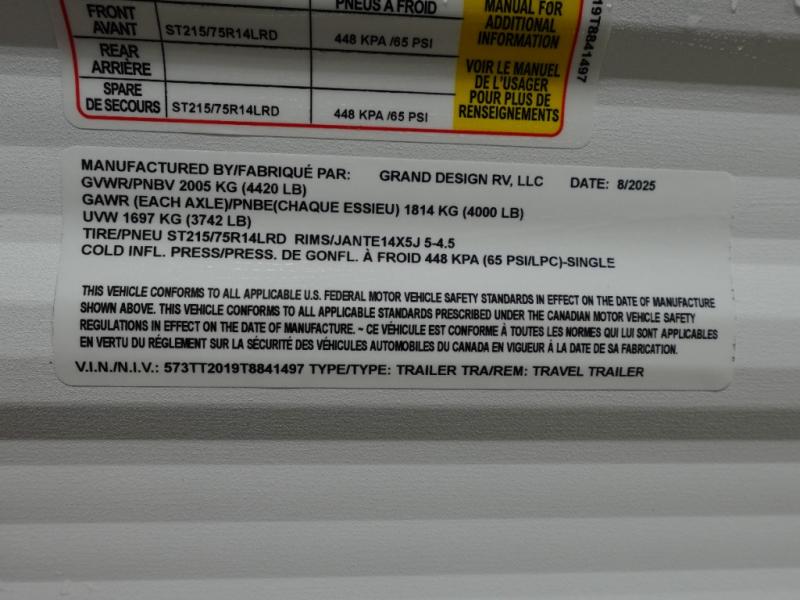 PNEUS À FROID
MANUAL FOR
ADDITIONAL
INFORMATION
FRONT
AVANT
ST215/75R14LRD
448 KPA /65 PSI
REAR
ARRIÈRE
VOIR LE MANUEL
DE L'USAGER
POUR PLUS DE
RENSEIGNEMENTS
SPARE
DE SECOURS
ST215/75R14LRD
448 KPA /65 PSI
19T8841497
MANUFACTURED BY/FABRIQUÉ PAR: GRAND DESIGN RV, LLC DATE: 8/2025
GVWR/PNBV 2005 KG (4420 LB)
GAWR (EACH AXLE)/PNBE(CHAQUE ESSIEU) 1814 KG (4000 LB)
UVW 1697 KG (3742 LB)
TIRE/PNEU ST215/75R14LRD RIMS/JANTE14X5J 5-4.5
COLD INFL. PRESS/PRESS. DE GONFL. À FROID 448 KPA (65 PSI/LPC)-SINGLE
THIS VEHICLE CONFORMS TO ALL APPLICABLE U.S. FEDERAL MOTOR VEHICLE SAFETY STANDARDS IN EFFECT ON THE DATE OF MANUFACTURE
SHOWN ABOVE. THIS VEHICLE CONFORMS TO ALL APPLICABLE STANDARDS PRESCRIBED UNDER THE CANADIAN MOTOR VEHICLE SAFETY
REGULATIONS IN EFFECT ON THE DATE OF MANUFACTURE. ~ CE VÉHICULE EST CONFORME À TOUTES LES NORMES QUI LUI SONT APPLICABLES
EN VERTU DU RÉGLEMENT SUR LA SÉCURITÉ DES VÉHICULES AUTOMOBILES DU CANADA EN VIGUEUR À LA DATE DE SA FABRICATION.
V.I.N./N.I.V.: 573TT2019T8841497 TYPE/TYPE: TRAILER TRA/REM: TRAVEL TRAILER